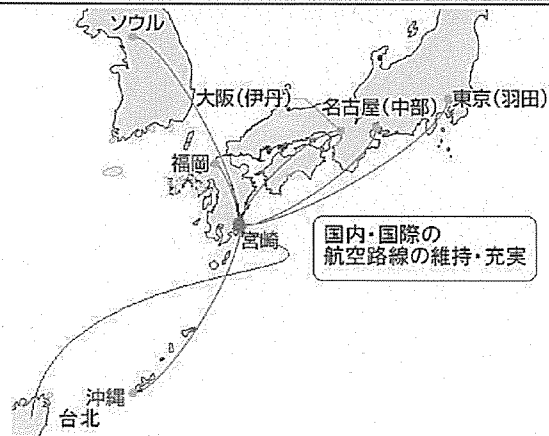 ソウル
大阪(伊丹)
名古屋(中部)
東京(羽田)
福岡
宮崎
国内・国際の
航空路線の維持・充実
沖縄
台北